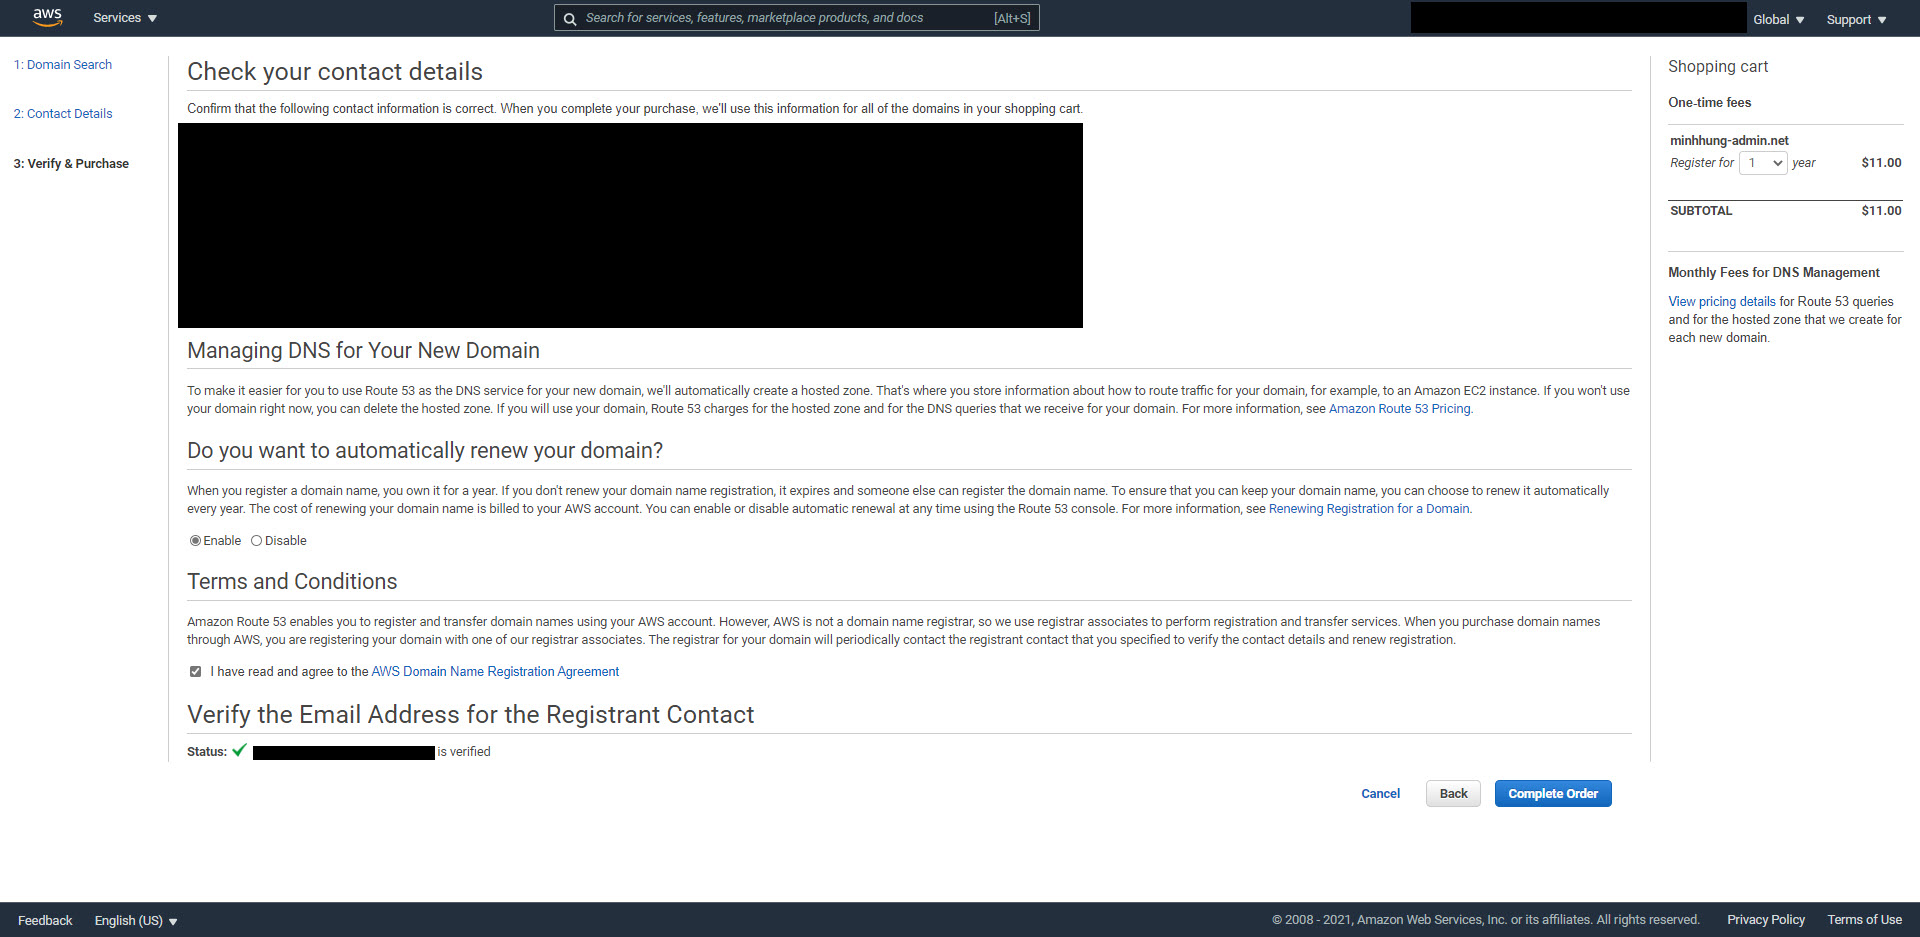 aws
Services
Search for services, features, marketplace products, and docs
[Alt+S]
Global
Support
1: Domain Search
2: Contact Details
3: Verify & Purchase
Check your contact details
Confirm that the following contact information is correct. When you complete your purchase, we'll use this information for all of the domains in your shopping cart.
Managing DNS for Your New Domain
To make it easier for you to use Route 53 as the DNS service for your new domain, we'll automatically create a hosted zone. That's where you store information about how to route traffic for your domain, for example, to an Amazon EC2 instance. If you won't use
your domain right now, you can delete the hosted zone. If you will use your domain, Route 53 charges for the hosted zone and for the DNS queries that we receive for your domain. For more information, see Amazon Route 53 Pricing.
Do you want to automatically renew your domain?
When you register a domain name, you own it for a year. If you don't renew your domain name registration, it expires and someone else can register the domain name. To ensure that you can keep your domain name, you can choose to renew it automatically
every year. The cost of renewing your domain name is billed to your AWS account. You can enable or disable automatic renewal at any time using the Route 53 console. For more information, see Renewing Registration for a Domain.
Enable Disable
Terms and Conditions
Amazon Route 53 enables you to register and transfer domain names using your AWS account. However, AWS is not a domain name registrar, so we use registrar associates to perform registration and transfer services. When you purchase domain names
through AWS, you are registering your domain with one of our registrar associates. The registrar for your domain will periodically contact the registrant contact that you specified to verify the contact details and renew registration.
I have read and agree to the AWS Domain Name Registration Agreement
Verify the Email Address for the Registrant Contact
Status: is verified
Cancel
Back
Complete Order
Shopping cart
One-time fees
minhhung-admin.net
Register for 1 year $11.00
SUBTOTAL $11.00
Monthly Fees for DNS Management
View pricing details for Route 53 queries
and for the hosted zone that we create for
each new domain.
Feedback
English (US)
© 2008 - 2021, Amazon Web Services, Inc. or its affiliates. All rights reserved.
Privacy Policy
Terms of Use